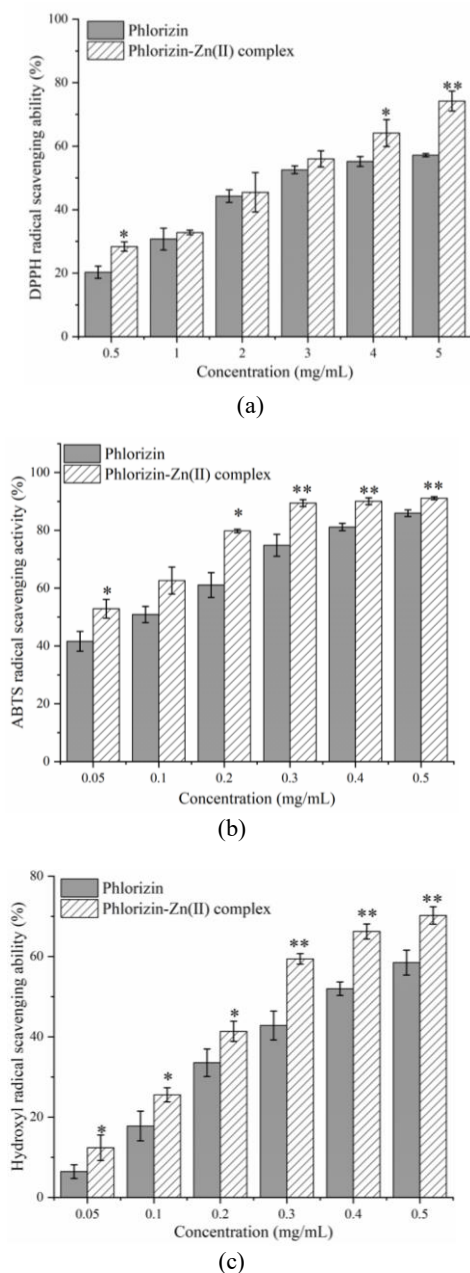 Phlorizin
Phlorizin-Zn(II) complex
DPPH radical scavenging ability (%)
100
80
60
40
20
0
* * **
0.5 1 2 3 4 5
Concentration (mg/mL)
(a)
Phlorizin
Phlorizin-Zn(II) complex
ABTS radical scavenging activity (%)
100
80
60
40
20
0
* * ** ** **
0.05 0.1 0.2 0.3 0.4 0.5
Concentration (mg/mL)
(b)
Phlorizin
Phlorizin-Zn(II) complex
Hydroxyl radical scavenging ability (%)
80
60
40
20
0
* * * ** ** **
0.05 0.1 0.2 0.3 0.4 0.5
Concentration (mg/mL)
(c)